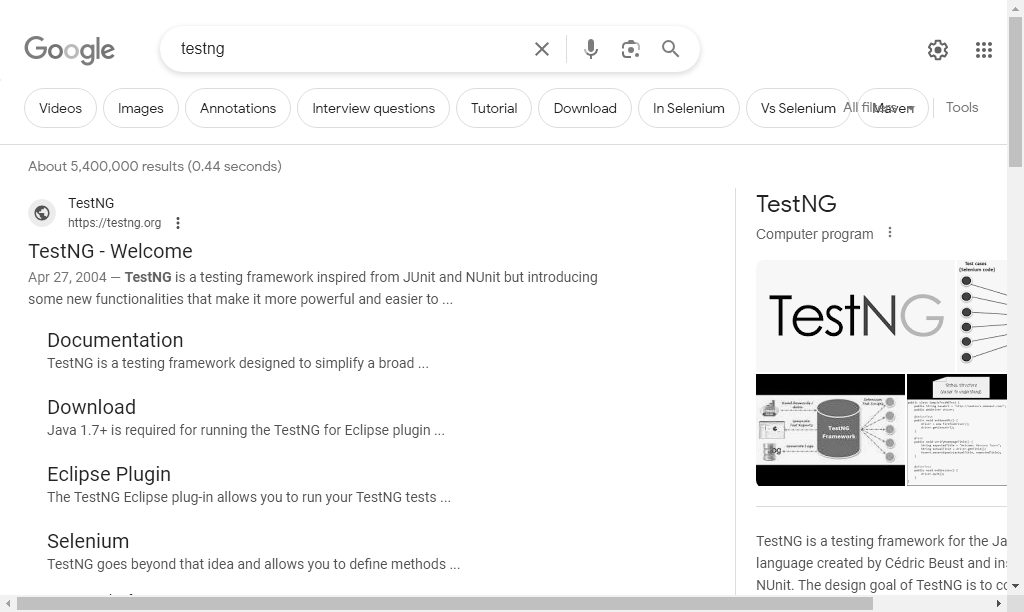 Google
testng
Videos
Images
Annotations
Interview questions
Tutorial
Download
In Selenium
Vs Selenium
All filters
Maven
Tools
About 5,400,000 results (0.44 seconds)
TestNG
https://testng.org
TestNG - Welcome
Apr 27, 2004 — TestNG is a testing framework inspired from JUnit and NUnit but introducing
some new functionalities that make it more powerful and easier to ...
Documentation
TestNG is a testing framework designed to simplify a broad ...
Download
Java 1.7+ is required for running the TestNG for Eclipse plugin ...
Eclipse Plugin
The TestNG Eclipse plug-in allows you to run your TestNG tests ...
Selenium
TestNG goes beyond that idea and allows you to define methods ...
TestNG
Computer program
TestNG
Test cases
(Selenium code)
TestNG
Framework
TestNG is a testing framework for the Ja
language created by Cédric Beust and ins
NUnit. The design goal of TestNG is to co